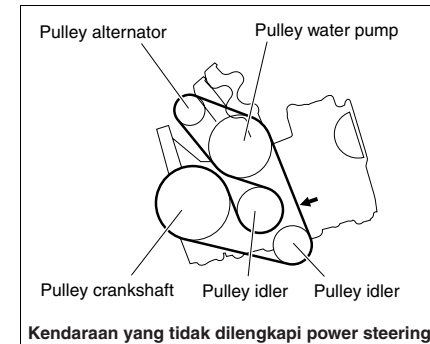 Pulley alternator
Pulley water pump
Pulley crankshaft
Pulley idler
Pulley idler
Kendaraan yang tidak dilengkapi power steering